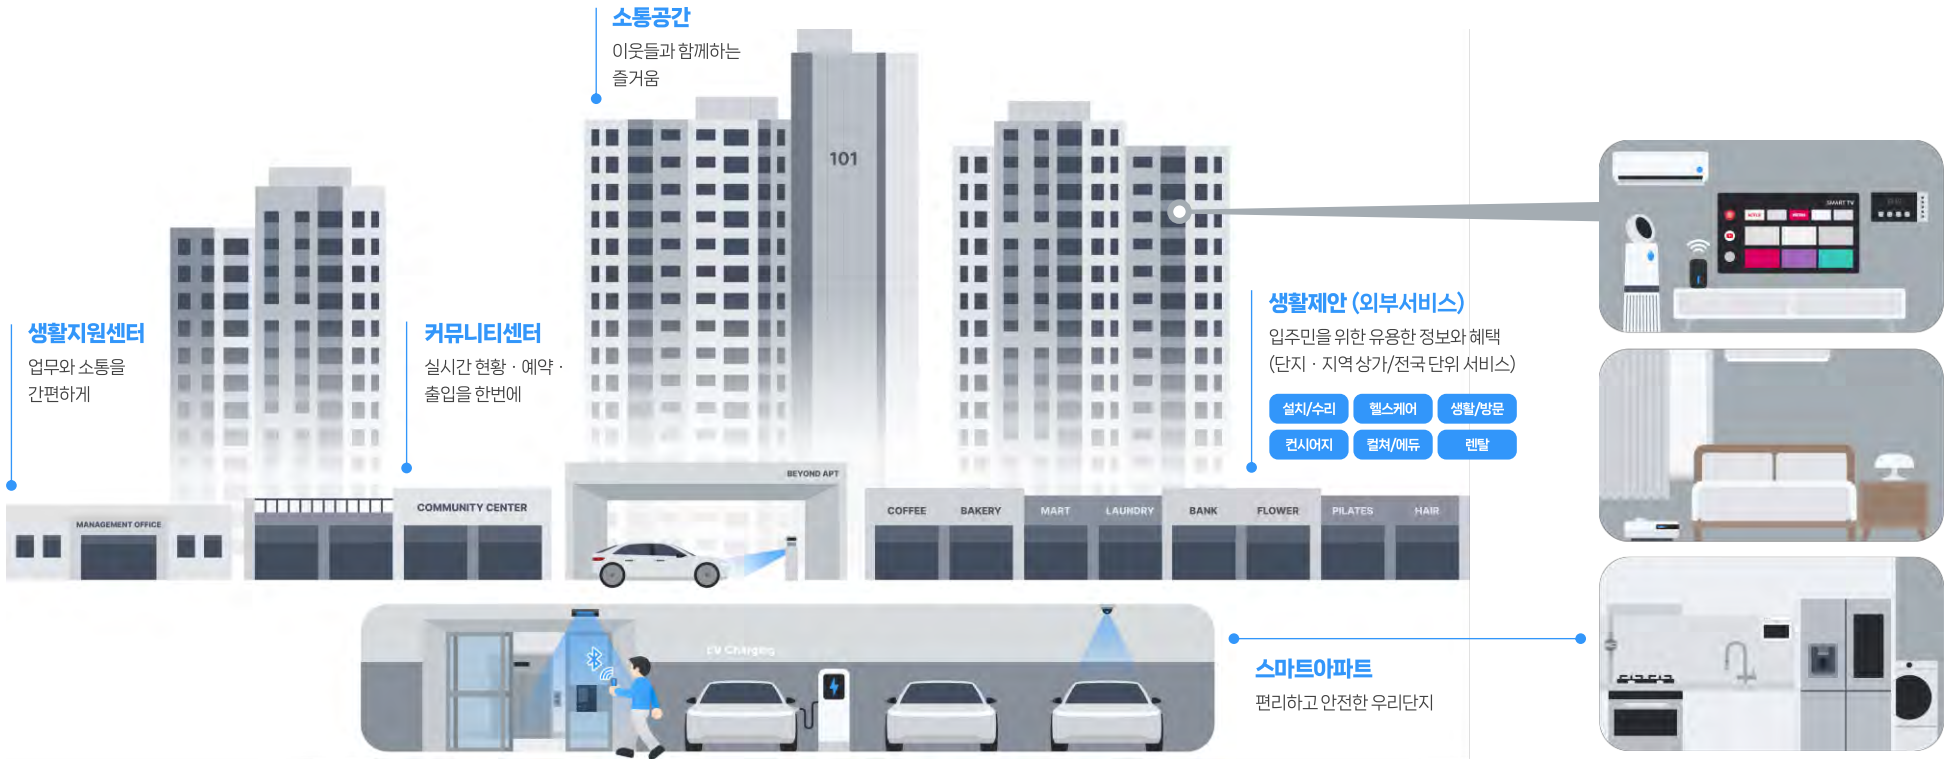 소통공간
이웃들과 함께하는
즐거움
101
생활지원센터
업무와 소통을
간편하게
커뮤니티센터
실시간 현황 · 예약 ·
출입을 한번에
생활제안 (외부서비스)
입주민을 위한 유용한 정보와 혜택
(단지 · 지역 상가/전국 단위 서비스)
설치/수리 헬스케어 생활/방문
컨시어지 컬쳐/에듀 렌탈
SMART TV
BEYOND APT
MANAGEMENT OFFICE
COMMUNITY CENTER
COFFEE BAKERY MART LAUNDRY BANK FLOWER PILATES HAIR
EV Charging
스마트아파트
편리하고 안전한 우리단지